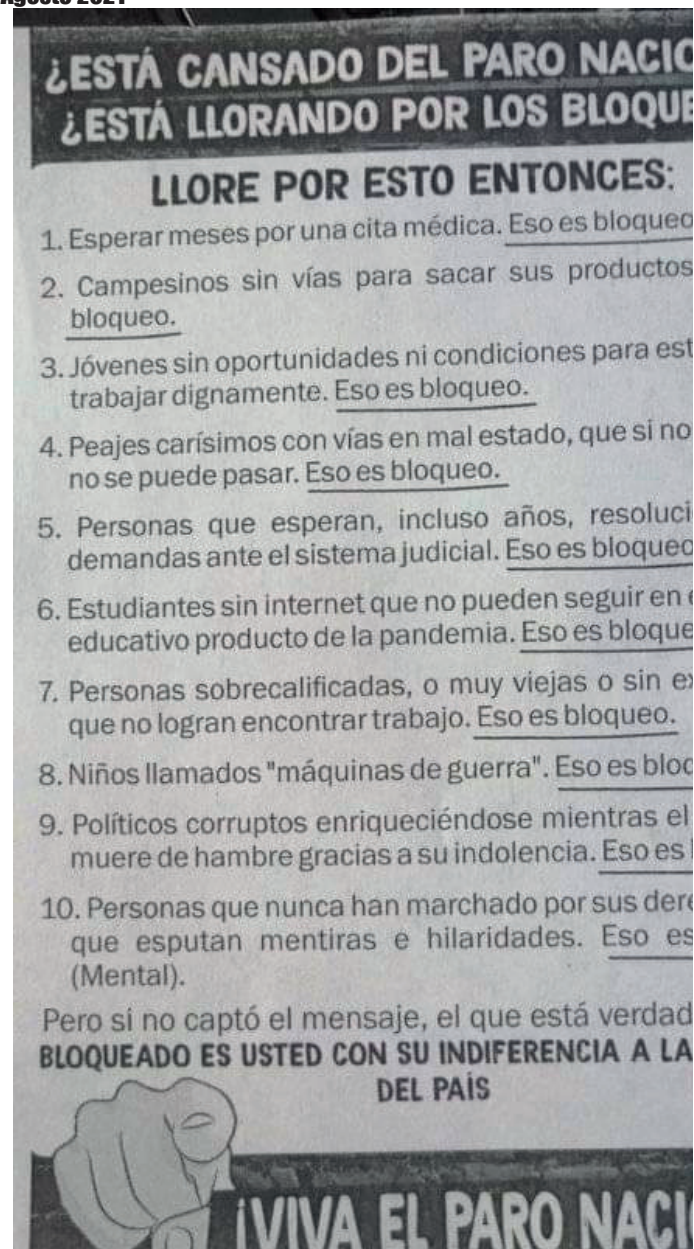 Agosto 2021
¿ESTÁ CANSADO DEL PARO NACIO
¿ESTÁ LLORANDO POR LOS BLOQUE
LLORE POR ESTO ENTONCES:
1. Esperar meses por una cita médica. Eso es bloqueo
2. Campesinos sin vías para sacar sus productos
bloqueo.
3. Jóvenes sin oportunidades ni condiciones para est
trabajar dignamente. Eso es bloqueo.
4. Peajes carísimos con vías en mal estado, que si no
no se puede pasar. Eso es bloqueo.
5. Personas que esperan, incluso años, resoluci
demandas ante el sistema judicial. Eso es bloqueo
6. Estudiantes sin internet que no pueden seguir en e
educativo producto de la pandemia. Eso es bloque
7. Personas sobrecalificadas, o muy viejas o sin ex
que no logran encontrar trabajo. Eso es bloqueo.
8. Niños llamados "máquinas de guerra". Eso es bloq
9. Políticos corruptos enriqueciéndose mientras el
muere de hambre gracias a su indolencia. Eso es
10. Personas que nunca han marchado por sus dere
que esputan mentiras e hilaridades. Eso es
(Mental).
Pero si no captó el mensaje, el que está verdad
BLOQUEADO ES USTED CON SU INDIFERENCIA A LA
DEL PAÍS
¡VIVA EL PARO NACI